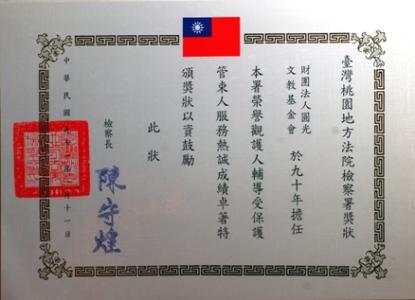 臺灣桃園地方法院檢察署獎狀
財團法人圓光
文教基金會
於九十年擔任
本署榮譽觀護人輔導受保護
管束人服務熱誠成績卓著特
頒獎狀以資鼓勵
此狀
檢察長
陳守煌
中華民國